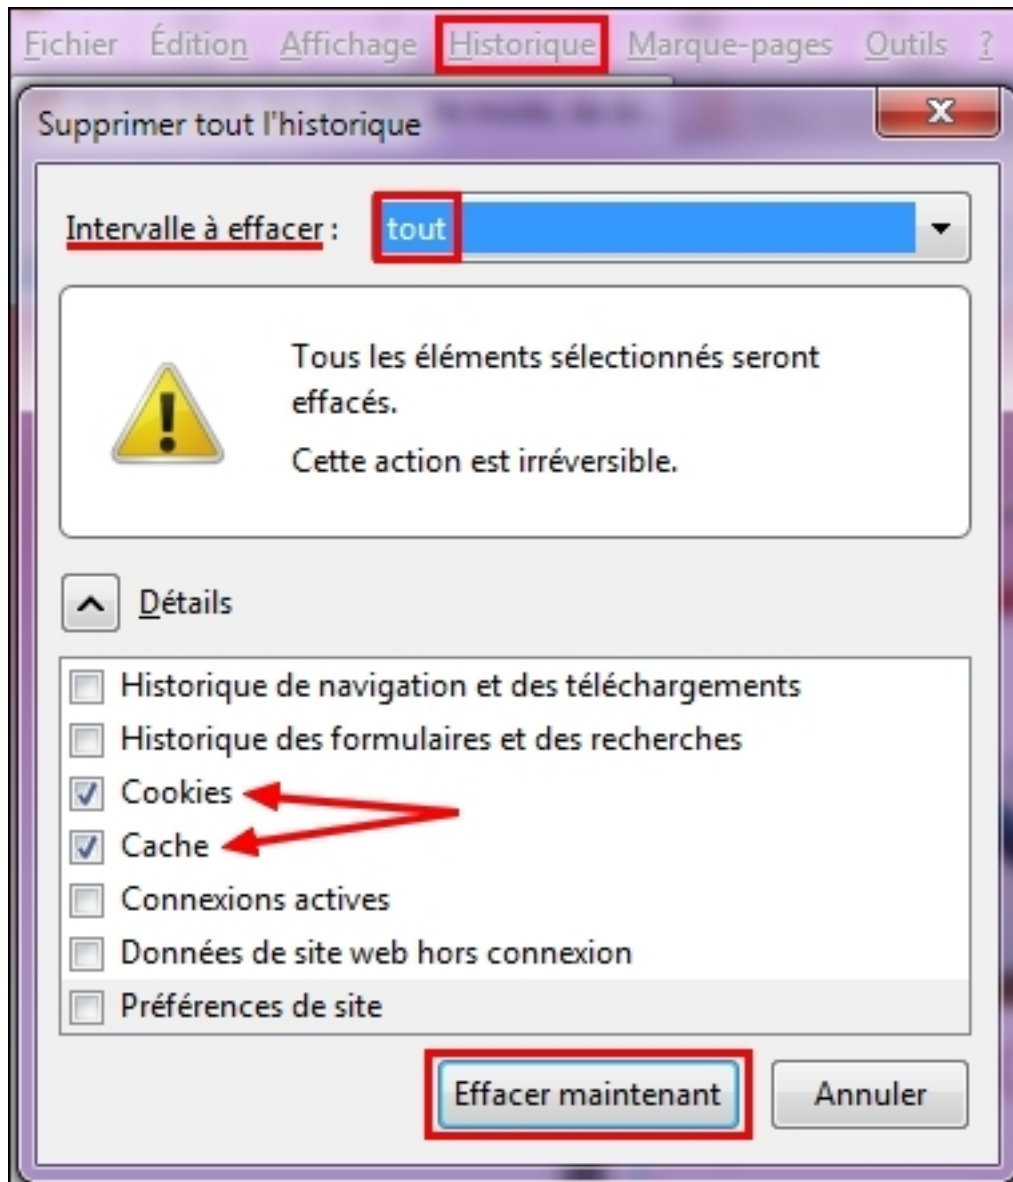 Fichier Édition Affichage Historique Marque-pages Outils ?
Supprimer tout l'historique
Intervalle à effacer : tout
Tous les éléments sélectionnés seront
effacés.
Cette action est irréversible.
Détails
Historique de navigation et des téléchargements
Historique des formulaires et des recherches
Cookies
Cache
Connexions actives
Données de site web hors connexion
Préférences de site
Effacer maintenant Annuler